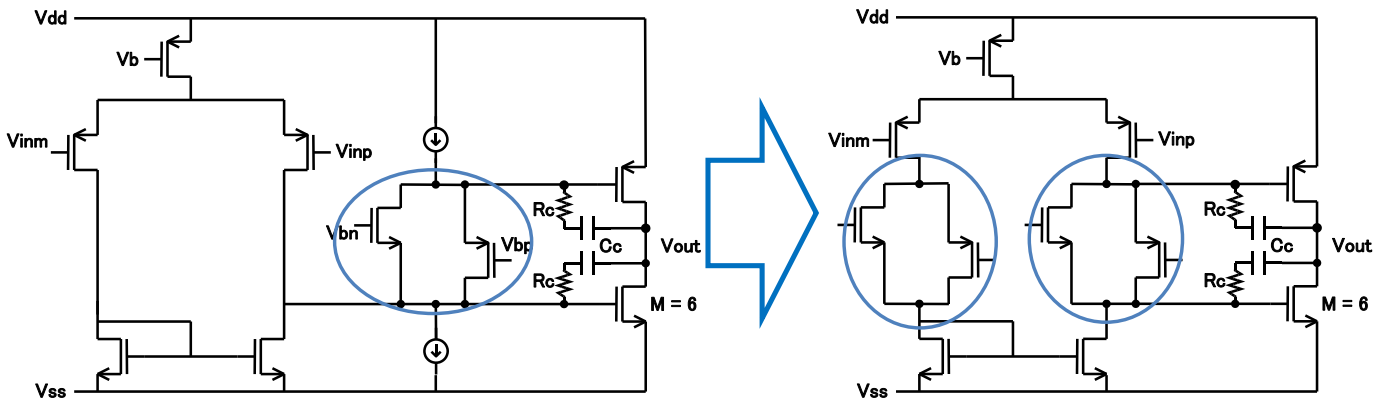 Vdd
Vb
Vinm
Vinp
Vbn
Vbp
Rc
Cc
Rc
Vout
M = 6
Vss
Vdd
Vb
Vinm
Vinp
Rc
Cc
Rc
Vout
M = 6
Vss